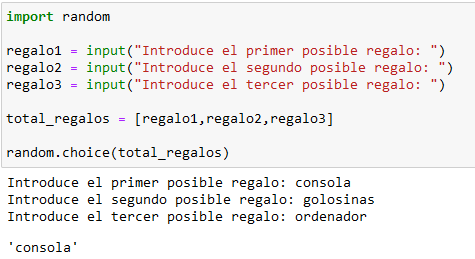 import random
regalo1 = input("Introduce el primer posible regalo: ")
regalo2 = input("Introduce el segundo posible regalo: ")
regalo3 = input("Introduce el tercer posible regalo: ")
total_regalos = [regalo1,regalo2,regalo3]
random.choice(total_regalos)
Introduce el primer posible regalo: consola
Introduce el segundo posible regalo: golosinas
Introduce el tercer posible regalo: ordenador
'consola'